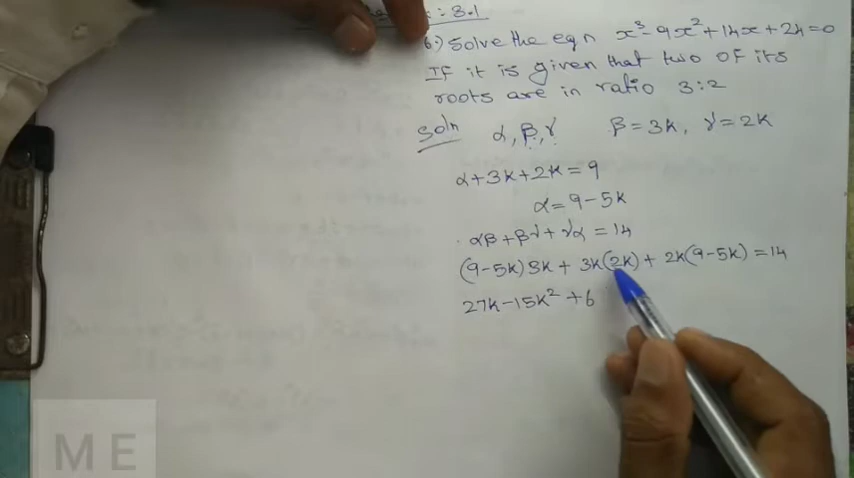 : 3.1
6.) Solve the eqn x³-9x²+14x+24=0
If it is given that two of its
roots are in ratio 3:2
Soln α, β, γ β=3k, γ=2k
α+3k+2k=9
α=9-5k
αβ+βγ+γα=14
(9-5k)3k + 3k(2k) + 2k(9-5k)=14
27k-15k²+6
ME